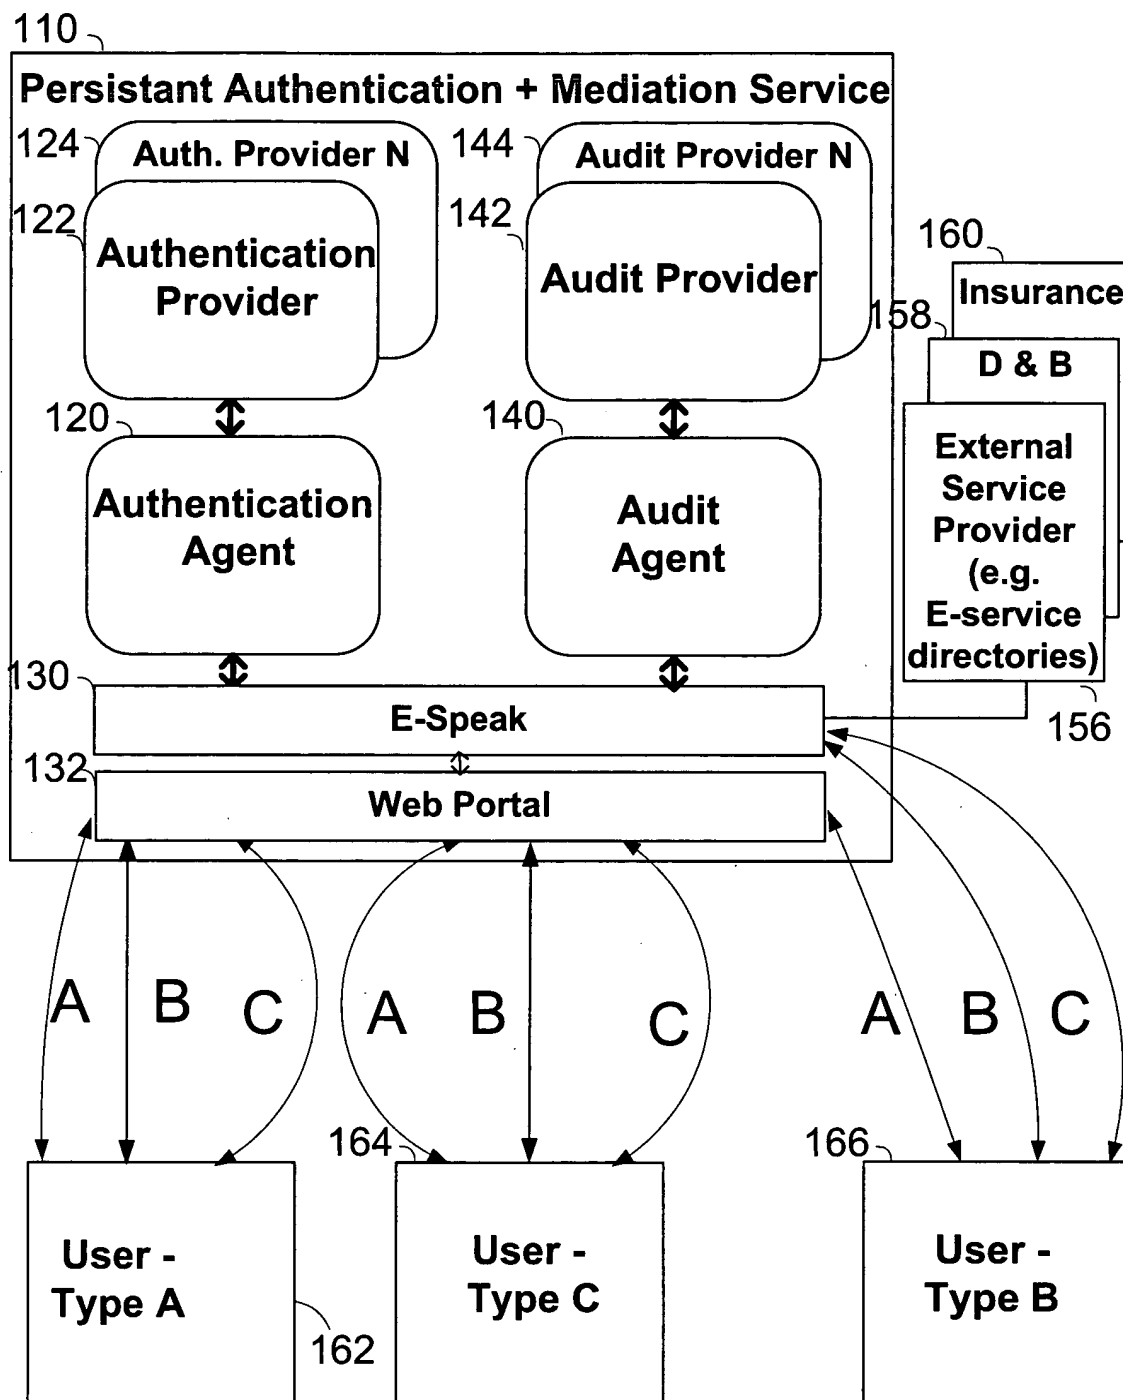 110
Persistant Authentication + Mediation Service
124
Auth. Provider N
144
Audit Provider N
122
Authentication
Provider
142
Audit Provider
160
Insurance
158
D & B
External
Service
Provider
(e.g.
E-service
directories)
156
120
Authentication
Agent
140
Audit
Agent
130
E-Speak
132
Web Portal
A
B
C
A
B
C
A
B
C
User -
Type A
162
164
User -
Type C
166
User -
Type B